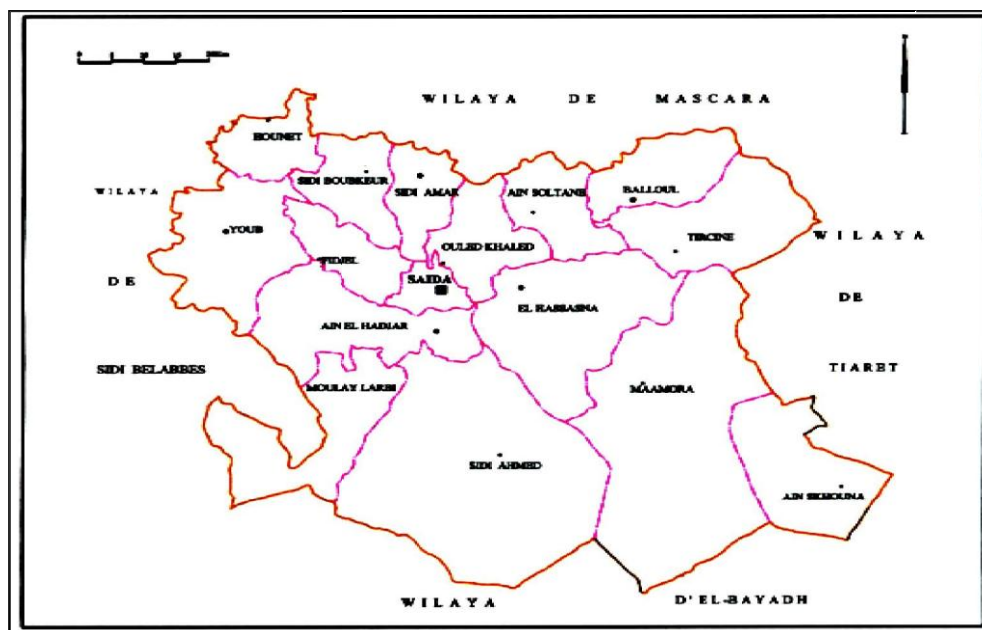 WILAYA DE MASCARA
HOUNET
SIDI BOUBKEUR
SIDI AMAR
AIN SOLTANE
BALLOUL
WILAYA
YOUB
OULED KHALED
TIRCINE
WILAYA
SAIDA
DE
EL HASSASNA
DE
AIN EL HADJAR
SIDI BELABBES
MOULAY LARBI
MAAMORA
TIARET
SIDI AHMED
AIN SKHOUNA
WILAYA
D'EL-BAYADH